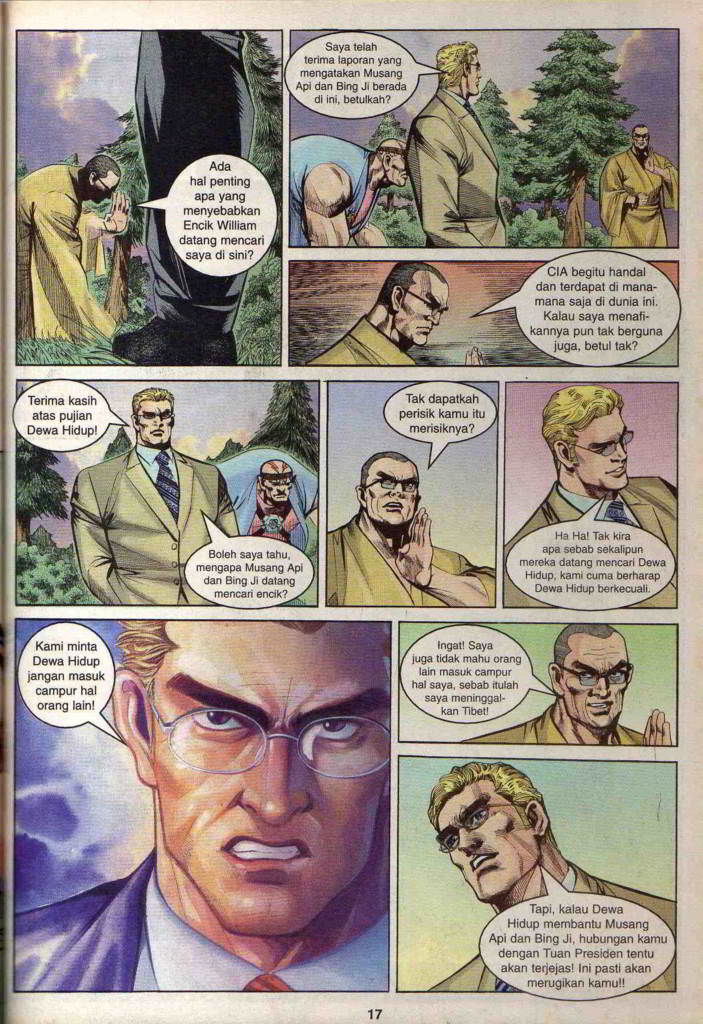 Ada
hal penting
apa yang
menyebabkan
Encik William
datang mencari
saya di sini?
Saya telah
terima laporan yang
mengatakan Musang
Api dan Bing Ji berada
di ini, betulkah?
CIA begitu handal
dan terdapat di mana-
mana saja di dunia ini.
Kalau saya menafi-
kannya pun tak berguna
juga, betul tak?
Terima kasih
atas pujian
Dewa Hidup!
Boleh saya tahu,
mengapa Musang Api
dan Bing Ji datang
mencari encik?
Tak dapatkah
perisik kamu itu
merisiknya?
Ha Ha! Tak kira
apa sebab sekalipun
mereka datang mencari Dewa
Hidup, kami cuma berharap
Dewa Hidup berkecuali.
Kami minta
Dewa Hidup
jangan masuk
campur hal
orang lain!
Ingat! Saya
juga tidak mahu orang
lain masuk campur
hal saya, sebab itulah
saya meninggal-
kan Tibet!
Tapi, kalau Dewa
Hidup membantu Musang
Api dan Bing Ji, hubungan kamu
dengan Tuan Presiden tentu
akan terjejas! Ini pasti akan
merugikan kamu!!
17